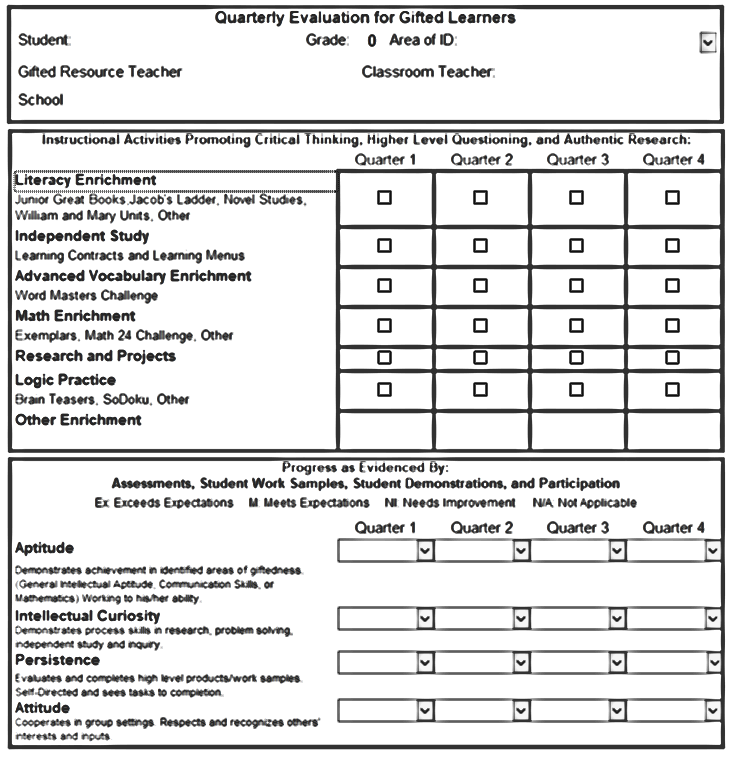 Quarterly Evaluation for Gifted Learners
Student: Grade: 0 Area of ID:
Gifted Resource Teacher Classroom Teacher:
School
Instructional Activities Promoting Critical Thinking, Higher Level Questioning, and Authentic Research:
Quarter 1 Quarter 2 Quarter 3 Quarter 4
Literacy Enrichment
Junior Great Books, Jacob's Ladder, Novel Studies,
William and Mary Units, Other
Independent Study
Learning Contracts and Learning Menus
Advanced Vocabulary Enrichment
Word Masters Challenge
Math Enrichment
Exemplars, Math 24 Challenge, Other
Research and Projects
Logic Practice
Brain Teasers, SoDoku, Other
Other Enrichment
Progress as Evidenced By:
Assessments, Student Work Samples, Student Demonstrations, and Participation
Ex: Exceeds Expectations M: Meets Expectations NI: Needs Improvement N/A: Not Applicable
Quarter 1 Quarter 2 Quarter 3 Quarter 4
Aptitude
Demonstrates achievement in identified areas of giftedness.
(General Intellectual Aptitude, Communication Skills, or
Mathematics) Working to his/her ability.
Intellectual Curiosity
Demonstrates process skills in research, problem solving,
independent study and inquiry.
Persistence
Evaluates and completes high level products/work samples.
Self-Directed and sees tasks to completion.
Attitude
Cooperates in group settings. Respects and recognizes others'
interests and inputs